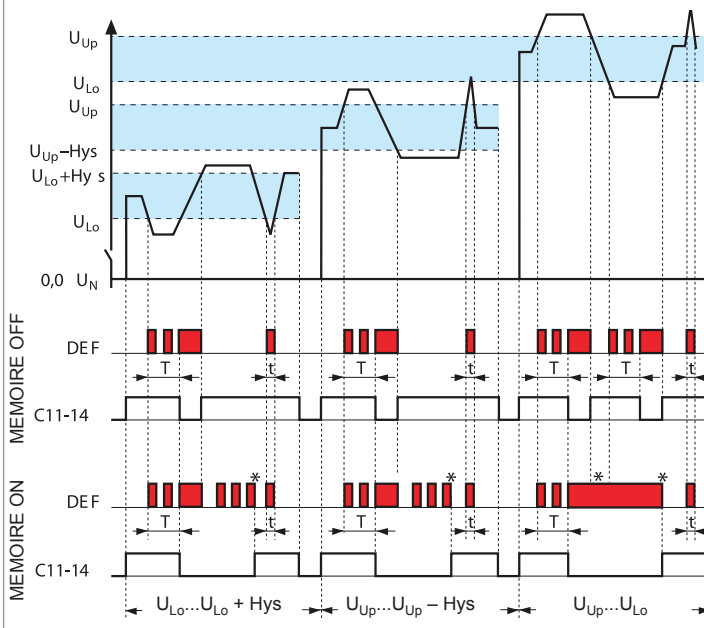 U_Up
U_Lo
U_Up
U_Up–Hys
U_Lo+Hy s
U_Lo
0,0 U_N
MEMOIRE OFF
DEF
T t T t T T t
C11-14
MEMOIRE ON
* * * *
DEF
T t T t T t
C11-14
U_Lo...U_Lo + Hys U_Up...U_Up – Hys U_Up...U_Lo